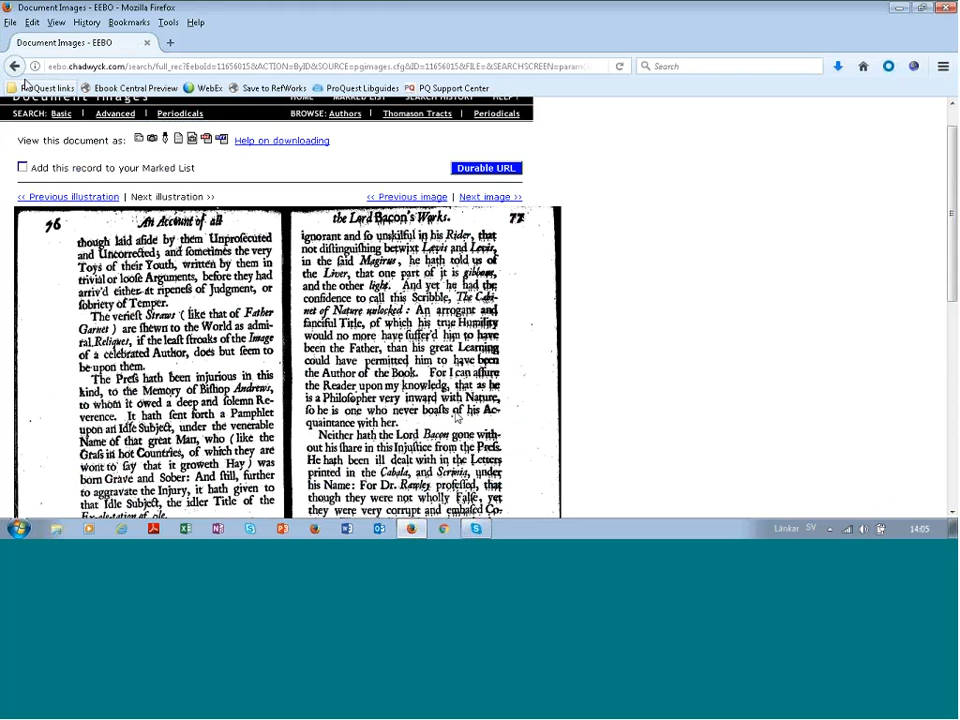 Document Images - EEBO - Mozilla Firefox
File Edit View History Bookmarks Tools Help
Document Images - EEBO
eebo.chadwyck.com/search/full_rec?EeboId=11656015&ACTION=ByID&SOURCE=pgimages.cfg&ID=11656015&FILE=&SEARCHSCREEN=param
Search
ProQuest links Ebook Central Preview WebEx Save to RefWorks ProQuest Libguides PQ Support Center
Document Images HOME MARKED LIST SEARCH HISTORY HELP
SEARCH: Basic | Advanced | Periodicals BROWSE: Authors | Thomason Tracts | Periodicals
View this document as: Help on downloading
Add this record to your Marked List Durable URL
<< Previous illustration | Next illustration >> << Previous image | Next image >>
76 An Account of all
though laid aſide by them Unproſecuted
and Uncorrected, and ſometimes the very
Toys of their Youth, written by them in
trivial or looſe Arguments, before they had
arriv'd either at ripeneſs of Judgment, or
ſobriety of Temper.
The verieſt Straws (like that of Father
Garnet) are ſhewn to the World as admi-
ral Reliques, if the leaſt ſtroaks of the Image
of a celebrated Author, does but ſeem to
be upon them.
The Preſs hath been injurious in this
kind, to the Memory of Biſhop Andrews,
to whom it owed a deep and ſolemn Re-
verence. It hath ſent forth a Pamphlet
upon an Idle Subject, under the venerable
Name of that great Man, who (like the
Graſs in hot Countries, of which they are
wont to ſay that it groweth Hay) was
born Grave and Sober: And ſtill, further
to aggravate the Injury, it hath given to
that Idle Subject, the idler Title of the
the Lord Bacon's Works. 77
ignorant and ſo unskilful in his Rider, that
not diſtinguiſhing betwixt Lævis and Levis,
in the ſaid Magirus, he hath told us of
the Liver, that one part of it is gibbous,
and the other light. And yet he had the
confidence to call this Scribble, The Cabi-
net of Nature unlocked: An arrogant and
fanciful Title, of which his true Humility
would no more have ſuffer'd him to have
been the Father, than his great Learning
could have permitted him to have been
the Author of the Book. For I can aſſure
the Reader upon my knowledg, that as he
is a Philoſopher very inward with Nature,
ſo he is one who never boaſts of his Ac-
quaintance with her.
Neither hath the Lord Bacon gone with-
out his ſhare in this Injuſtice from the Preſs.
He hath been ill dealt with in the Letters
printed in the Cabala, and Scrinia, under
his Name: For Dr. Rawley profeſſed, that
though they were not wholly Falſe, yet
they were very corrupt and embaſed Co-
Länkar SV 14:05